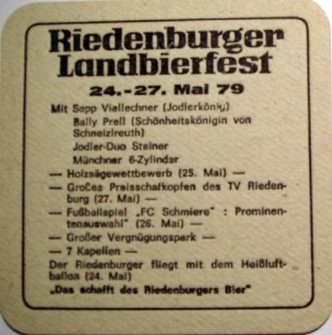 Riedenburger
Landbierfest
24.-27. Mai 79
Mit Sepp Viellechner (Jodlerkönig)
Bally Prell (Schönheitskönigin von
Schneizlreuth)
Jodler-Duo Steiner
Münchner 6-Zylinder
— Holzsägewettbewerb (25. Mai) —
— Großes Preisschafkopfen des TV Rieden-
burg (27. Mai) —
— Fußballspiel „FC Schmiere" : Prominen-
tenauswahl" (26. Mai) —
— Großer Vergnügungspark —
— 7 Kapellen —
Der Riedenburger fliegt mit dem Heißluft-
ballon (24. Mai)
„Das schafft des Riedenburgers Bier"